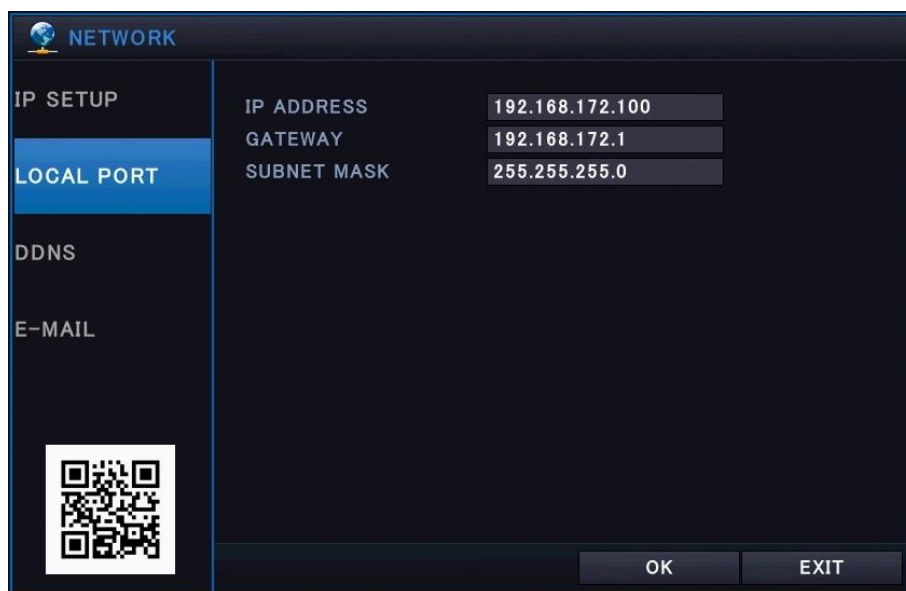 NETWORK
IP SETUP
LOCAL PORT
DDNS
E-MAIL
IP ADDRESS 192.168.172.100
GATEWAY 192.168.172.1
SUBNET MASK 255.255.255.0
OK EXIT